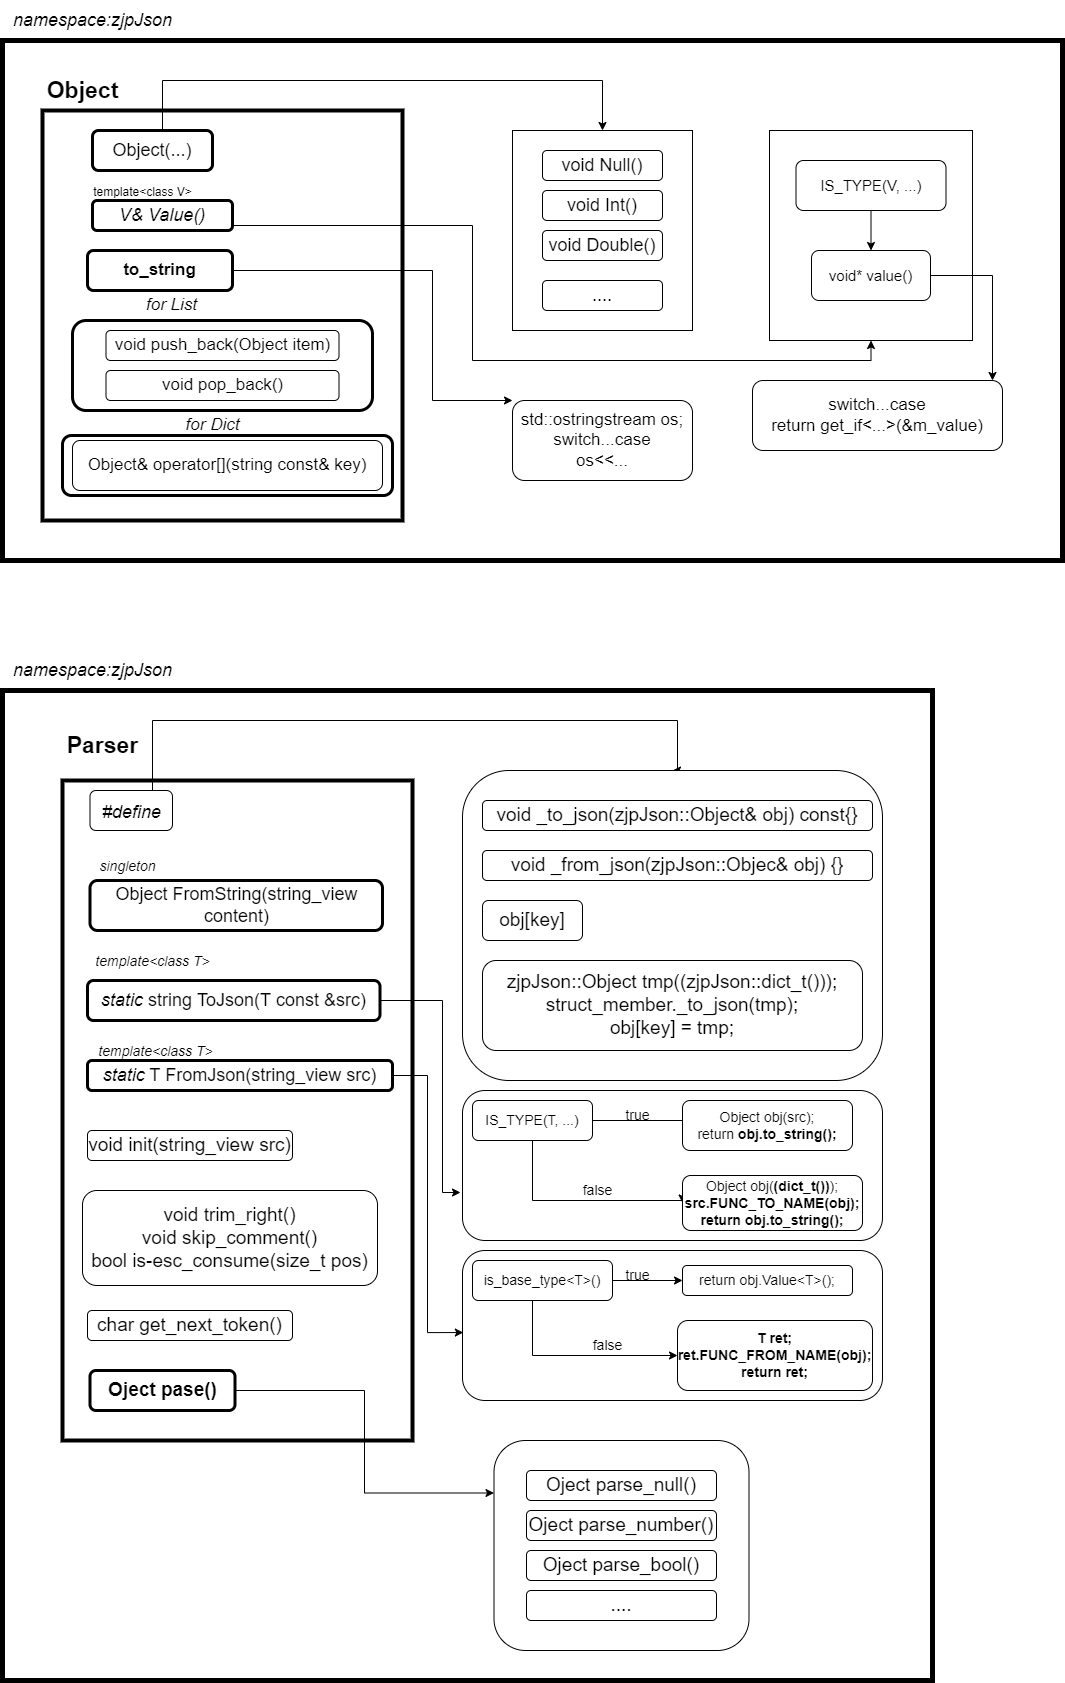 namespace:zjpJson
Object
Object(...)
template<class V>
V& Value()
to_string
for List
void push_back(Object item)
void pop_back()
for Dict
Object& operator[](string const& key)
void Null()
void Int()
void Double()
....
IS_TYPE(V, ...)
void* value()
switch...case
return get_if<...>(&m_value)
std::ostringstream os;
switch...case
os<<...
namespace:zjpJson
Parser
#define
singleton
Object FromString(string_view
content)
template<class T>
static string ToJson(T const &src)
template<class T>
static T FromJson(string_view src)
void init(string_view src)
void trim_right()
void skip_comment()
bool is-esc_consume(size_t pos)
char get_next_token()
Oject pase()
void _to_json(zjpJson::Object& obj) const{}
void _from_json(zjpJson::Objec& obj) {}
obj[key]
zjpJson::Object tmp((zjpJson::dict_t()));
struct_member._to_json(tmp);
obj[key] = tmp;
IS_TYPE(T, ...)
true
Object obj(src);
return obj.to_string();
false
Object obj((dict_t()));
src.FUNC_TO_NAME(obj);
return obj.to_string();
is_base_type<T>()
true
return obj.Value<T>();
false
T ret;
ret.FUNC_FROM_NAME(obj);
return ret;
Oject parse_null()
Oject parse_number()
Oject parse_bool()
....